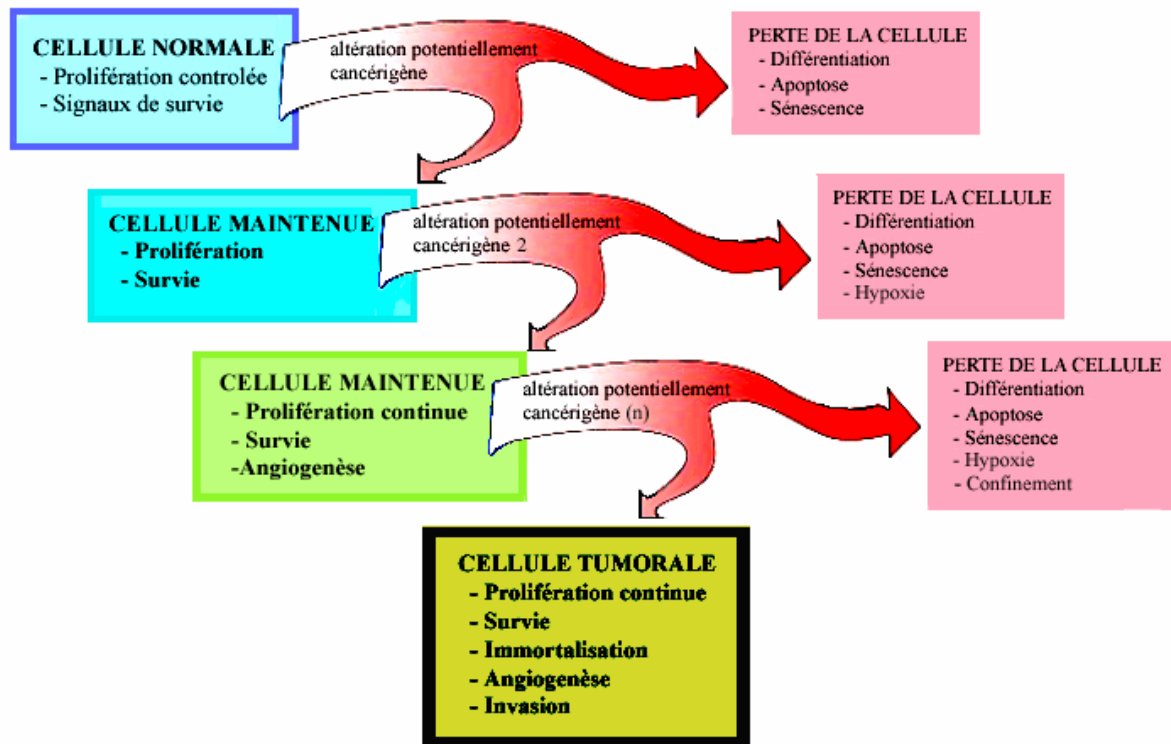 CELLULE NORMALE
- Prolifération controlée
- Signaux de survie
altération potentiellement
cancérigène
PERTE DE LA CELLULE
- Différentiation
- Apoptose
- Sénescence
CELLULE MAINTENUE
- Prolifération
- Survie
altération potentiellement
cancérigène 2
PERTE DE LA CELLULE
- Différentiation
- Apoptose
- Sénescence
- Hypoxie
CELLULE MAINTENUE
- Prolifération continue
- Survie
-Angiogenèse
altération potentiellement
cancérigène (n)
PERTE DE LA CELLULE
- Différentiation
- Apoptose
- Sénescence
- Hypoxie
- Confinement
CELLULE TUMORALE
- Prolifération continue
- Survie
- Immortalisation
- Angiogenèse
- Invasion